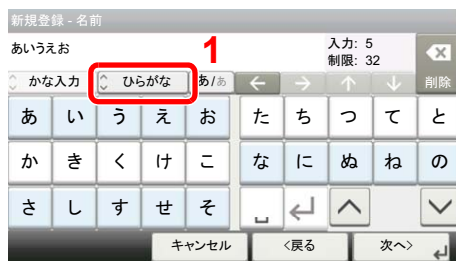 新規登録 - 名前
あいうえお
1
入力: 5
制限: 32
かな入力 ひらがな あ/ぁ ← → ↑ ↓ 削除
あ い う え お た ち つ て と
か き く け こ な に ぬ ね の
さ し す せ そ
キャンセル <戻る 次へ>